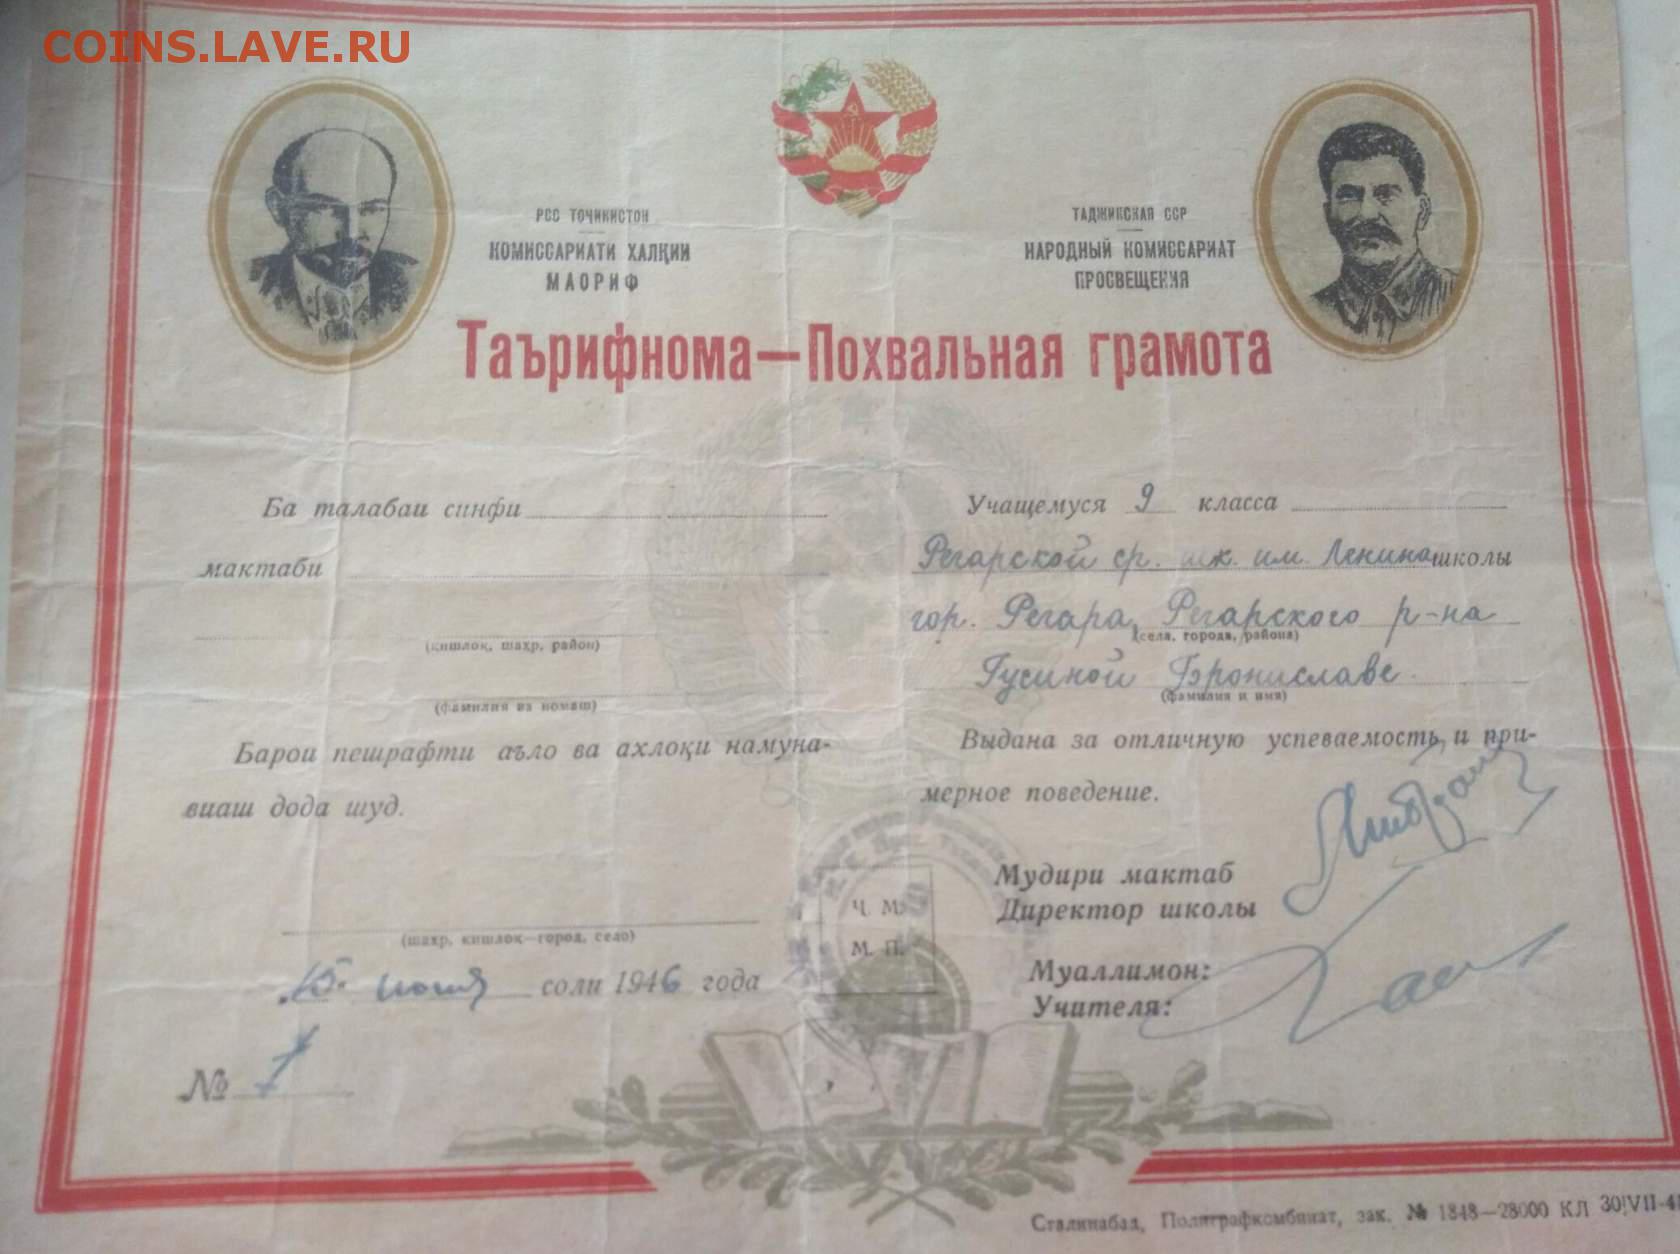 COINS.LAVE.RU
РСС ТОҶИКИСТОН
КОМИССАРИАТИ ХАЛҚИИ
МАОРИФ
ТАДЖИКСКАЯ ССР
НАРОДНЫЙ КОМИССАРИАТ
ПРОСВЕЩЕНИЯ
Таърифнома—Похвальная грамота
Ба талабаи синфи
мактаби
(қишлоқ, шаҳр, район)
(фамилия ва номаш)
Барои пешрафти аъло ва ахлоқи намуна-
виаш дода шуд.
(шаҳр, қишлоқ—город, село)
15 июня соли 1946 года
№ 7
Учащемуся 9 класса
Регарской ср. шк. им. Ленина школы
гор. Регара, Регарского р-на
(села, города, района)
Гусиной Брониславе.
(фамилия и имя)
Выдана за отличную успеваемость и при-
мерное поведение.
Ҷ. М.
М. П.
Мудири мактаб
Директор школы
Муаллимон:
Учителя:
Сталинабад, Полиграфкомбинат, зак. № 1848—28000 КЛ 30/VII-4